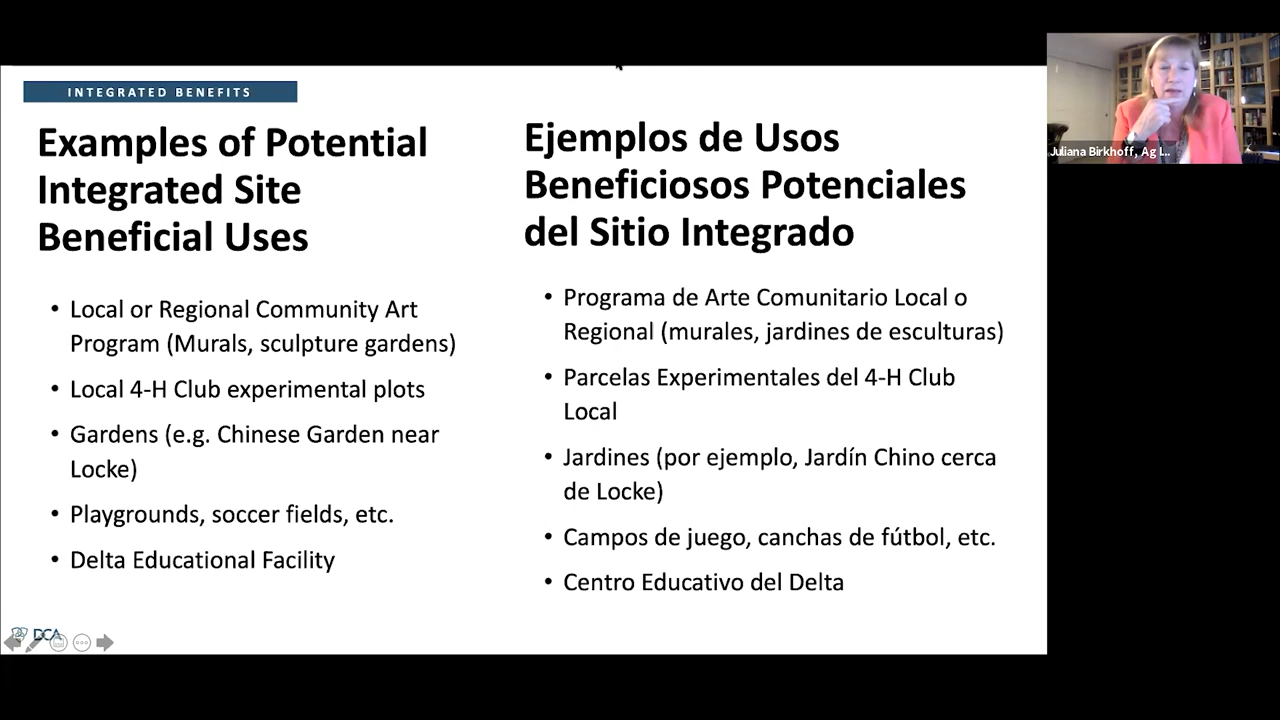 INTEGRATED BENEFITS
Examples of Potential
Integrated Site
Beneficial Uses
• Local or Regional Community Art
Program (Murals, sculpture gardens)
• Local 4-H Club experimental plots
• Gardens (e.g. Chinese Garden near
Locke)
• Playgrounds, soccer fields, etc.
• Delta Educational Facility
Ejemplos de Usos
Beneficiosos Potenciales
del Sitio Integrado
• Programa de Arte Comunitario Local o
Regional (murales, jardines de esculturas)
• Parcelas Experimentales del 4-H Club
Local
• Jardines (por ejemplo, Jardín Chino cerca
de Locke)
• Campos de juego, canchas de fútbol, etc.
• Centro Educativo del Delta
DCA
Juliana Birkhoff, Ag L...